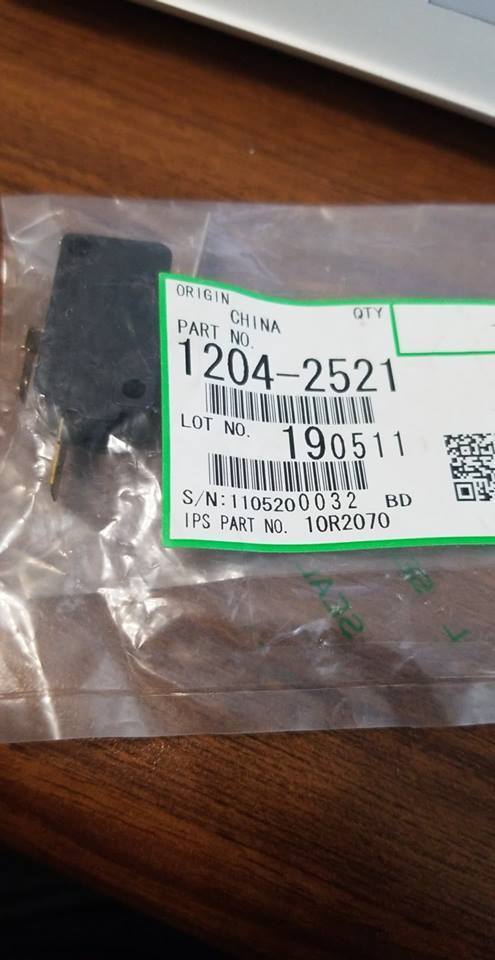 ORIGIN
CHINA
QTY
PART NO.
1204-2521
LOT NO. 190511
S/N:1105200032 BD
IPS PART NO. 10R2070